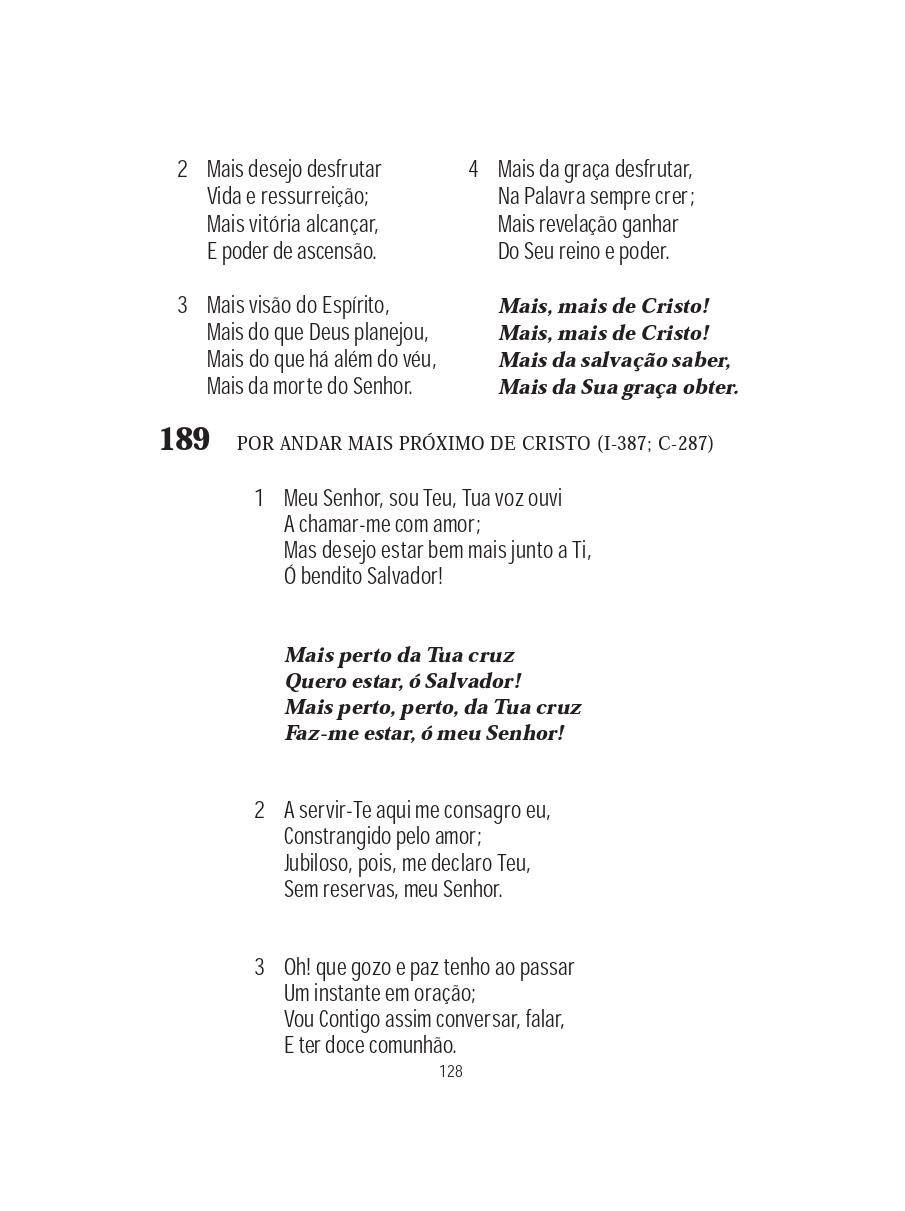 2 Mais desejo desfrutar
Vida e ressurreição;
Mais vitória alcançar,
E poder de ascensão.
3 Mais visão do Espírito,
Mais do que Deus planejou,
Mais do que há além do véu,
Mais da morte do Senhor.
4 Mais da graça desfrutar,
Na Palavra sempre crer;
Mais revelação ganhar
Do Seu reino e poder.
Mais, mais de Cristo!
Mais, mais de Cristo!
Mais da salvação saber,
Mais da Sua graça obter.
189 POR ANDAR MAIS PRÓXIMO DE CRISTO (I-387; C-287)
1 Meu Senhor, sou Teu, Tua voz ouvi
A chamar-me com amor;
Mas desejo estar bem mais junto a Ti,
Ó bendito Salvador!
Mais perto da Tua cruz
Quero estar, ó Salvador!
Mais perto, perto, da Tua cruz
Faz-me estar, ó meu Senhor!
2 A servir-Te aqui me consagro eu,
Constrangido pelo amor;
Jubiloso, pois, me declaro Teu,
Sem reservas, meu Senhor.
3 Oh! que gozo e paz tenho ao passar
Um instante em oração;
Vou Contigo assim conversar, falar,
E ter doce comunhão.
128